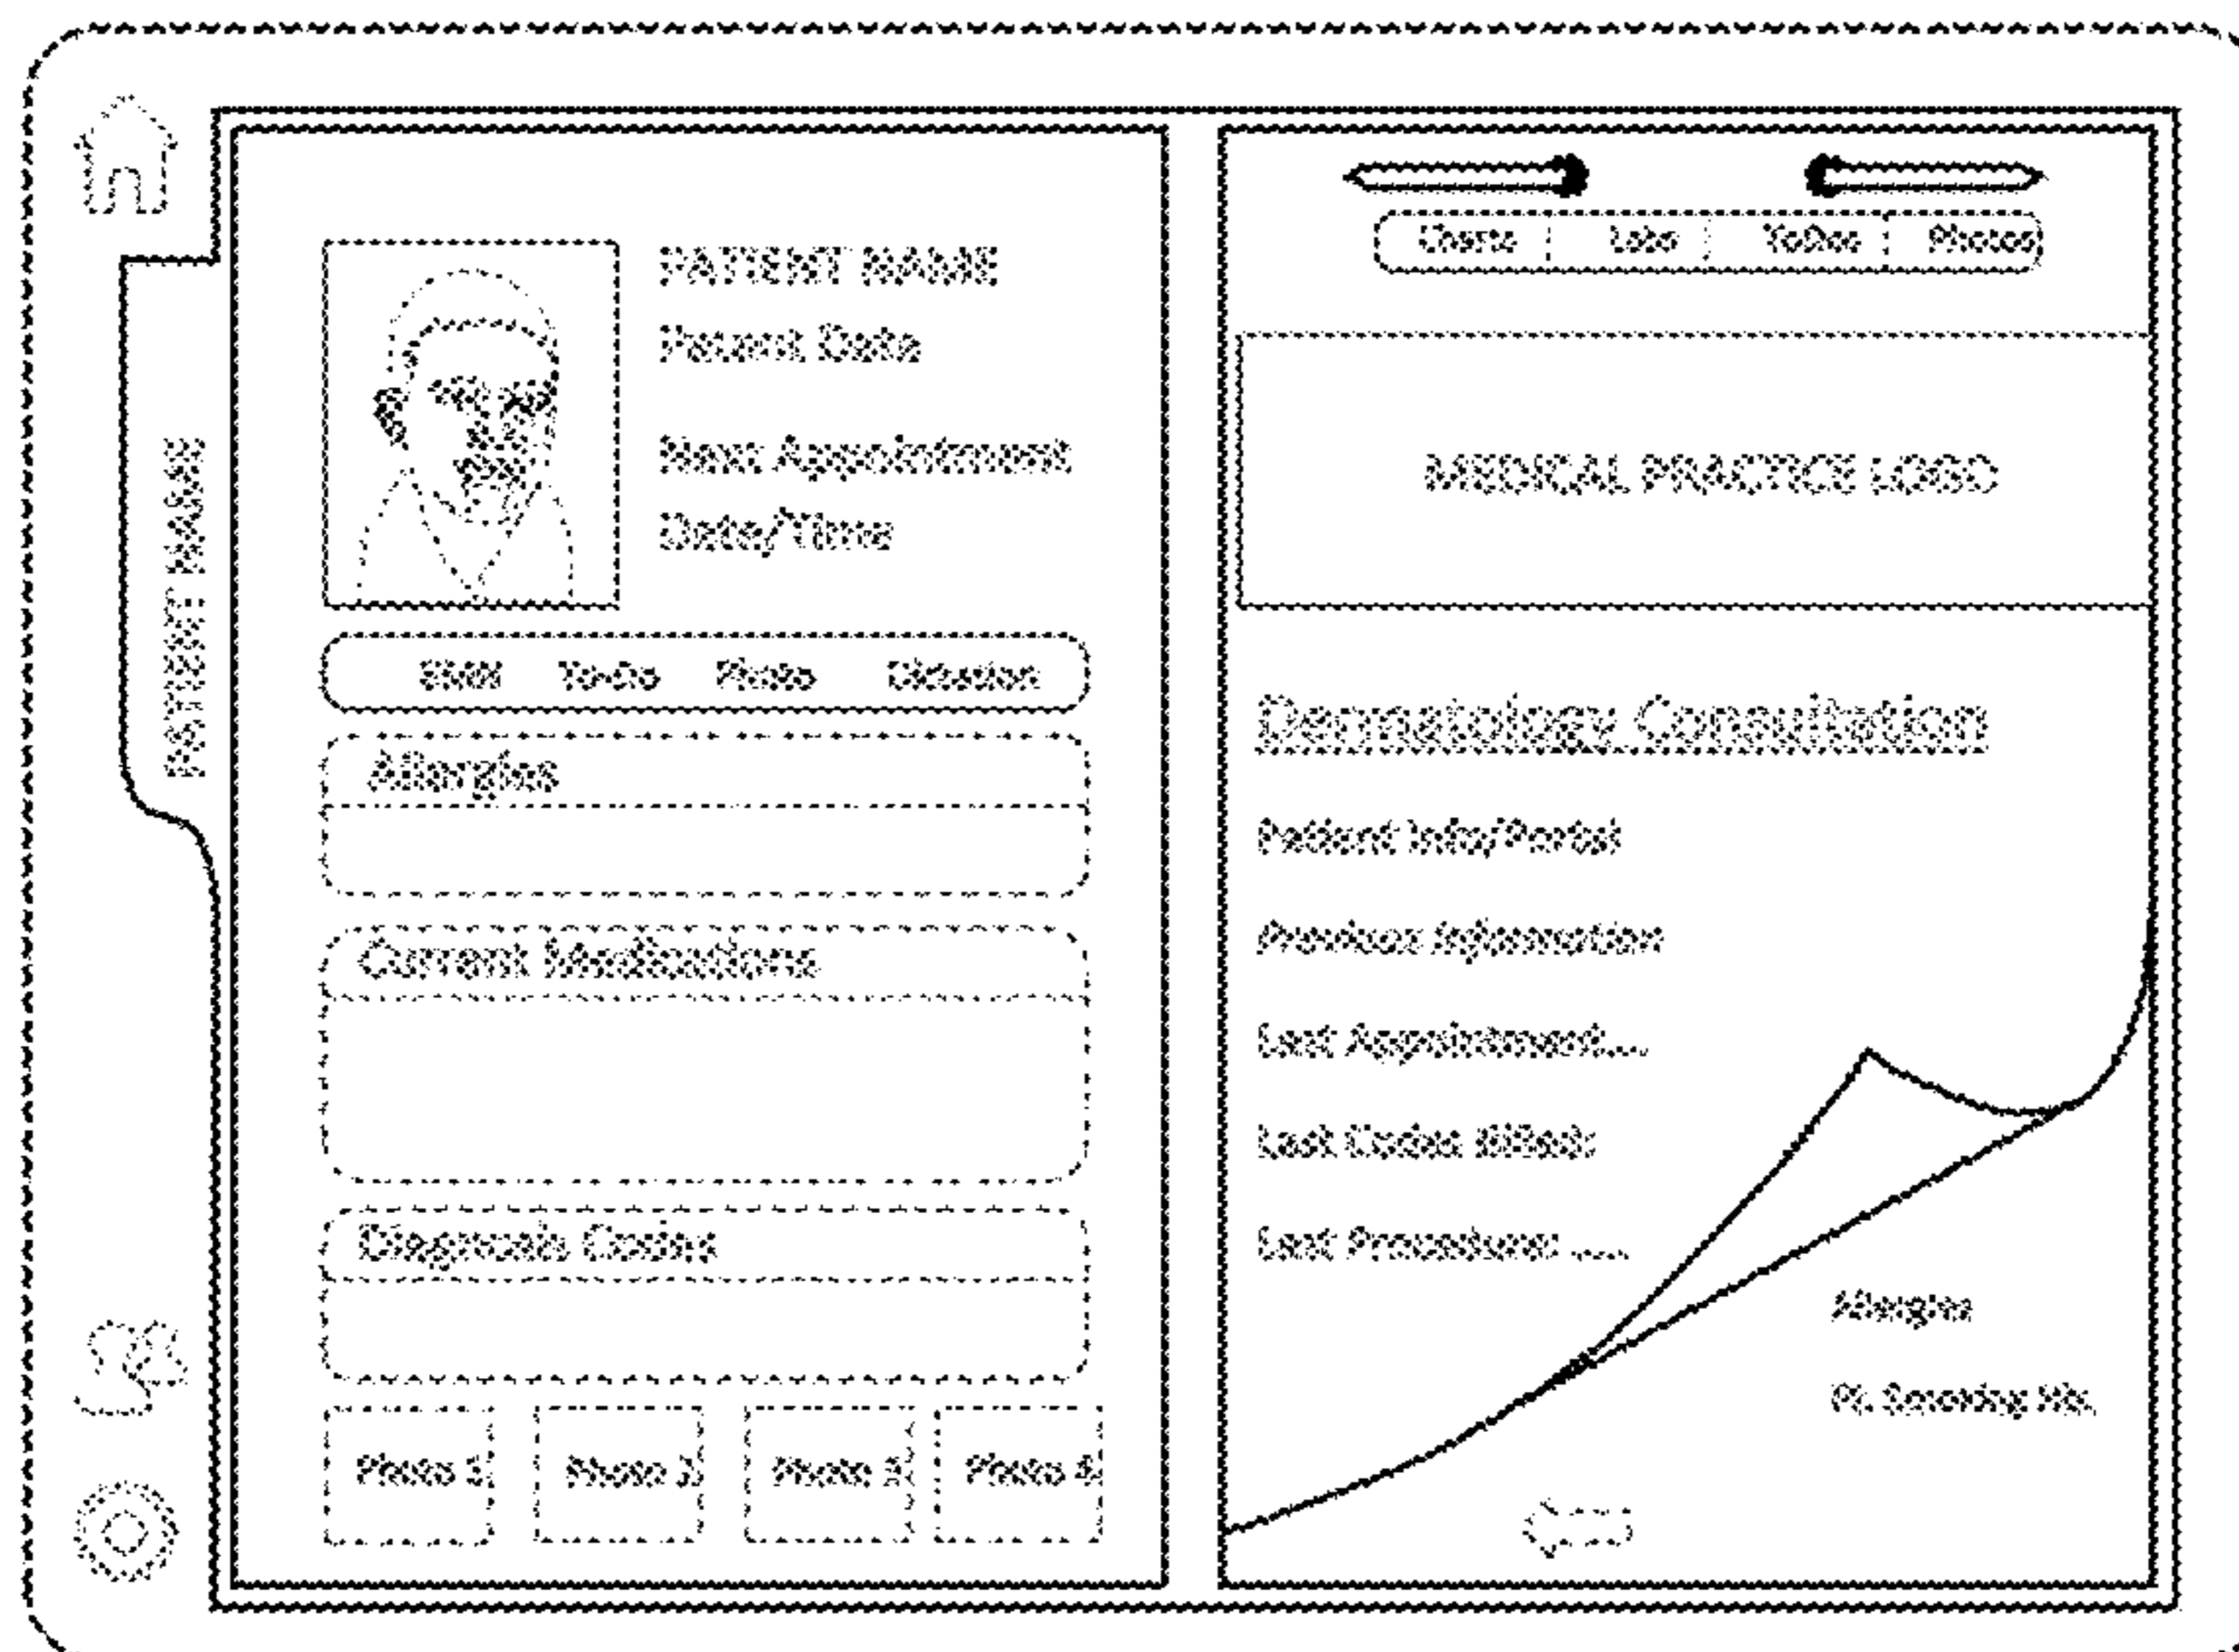 PATIENT NAME
PATIENT NAME
Patient Data
Next Appointment
Date/Time
To-Do Photo Dictation
Allergies
Current Medications
Diagnosis Codes
Photo 1 Photo 2 Photo 3 Photo 4
Charts Labs ToDos Photos
MEDICAL PRACTICE LOGO
Dermatology Consultation
Patient Info/Portal
Previous Information
Last Appointment....
Last Codes Billed:
Last Procedure: .....
Allergies
Pt. Smoking Hx.